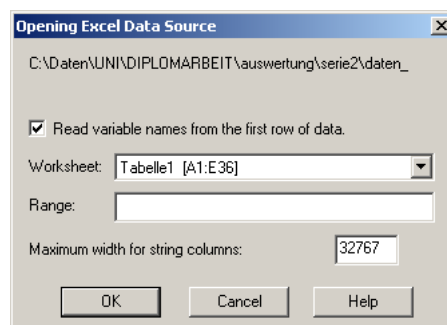 Opening Excel Data Source
C:\Daten\UNI\DIPLOMARBEIT\auswertung\serie2\daten_
Read variable names from the first row of data.
Worksheet: Tabelle1 [A1:E36]
Range:
Maximum width for string columns: 32767
OK Cancel Help